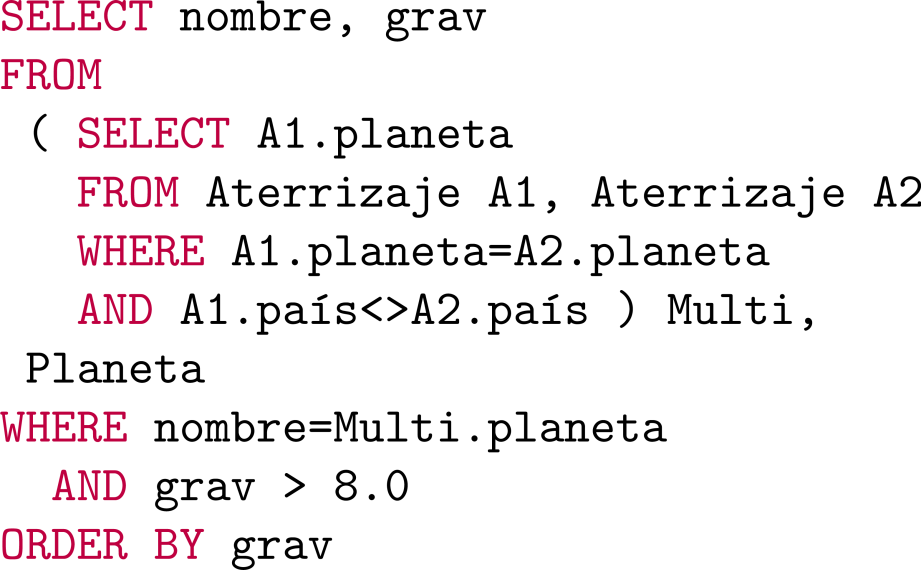 SELECT nombre, grav
FROM
( SELECT A1.planeta
FROM Aterrizaje A1, Aterrizaje A2
WHERE A1.planeta=A2.planeta
AND A1.país<>A2.país ) Multi,
Planeta
WHERE nombre=Multi.planeta
AND grav > 8.0
ORDER BY grav